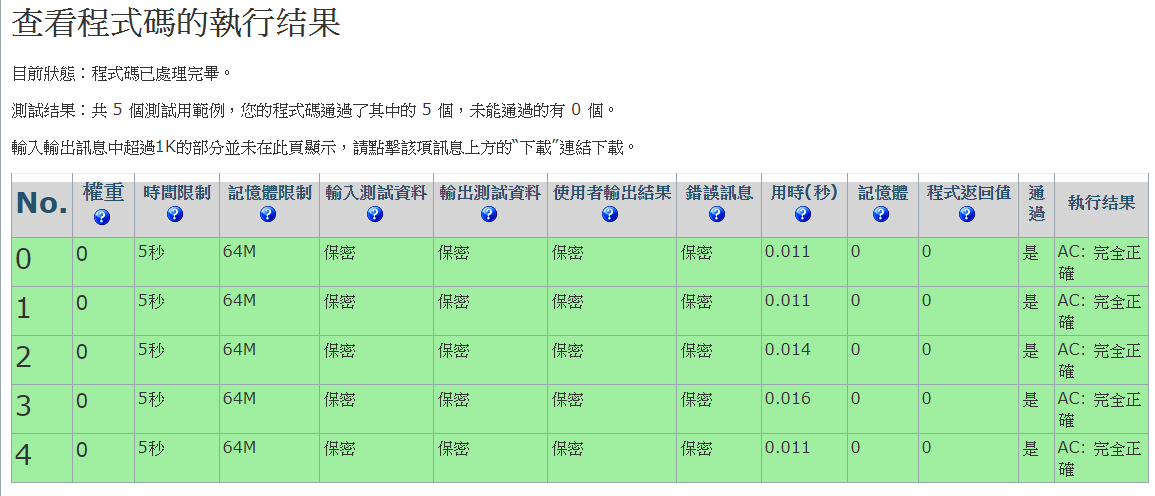 查看程式碼的執行结果
目前狀態：程式碼已處理完畢。
測試結果：共 5 個測試用範例，您的程式碼通過了其中的 5 個，未能通過的有 0 個。
輸入輸出訊息中超過1K的部分並未在此頁顯示，請點擊該項訊息上方的“下載”連結下載。
No. 權重 時間限制 記憶體限制 輸入測試資料 輸出測試資料 使用者輸出結果 錯誤訊息 用時(秒) 記憶體 程式返回值 通過 執行结果
0 0 5秒 64M 保密 保密 保密 保密 0.011 0 0 是 AC: 完全正確
1 0 5秒 64M 保密 保密 保密 保密 0.011 0 0 是 AC: 完全正確
2 0 5秒 64M 保密 保密 保密 保密 0.014 0 0 是 AC: 完全正確
3 0 5秒 64M 保密 保密 保密 保密 0.016 0 0 是 AC: 完全正確
4 0 5秒 64M 保密 保密 保密 保密 0.011 0 0 是 AC: 完全正確